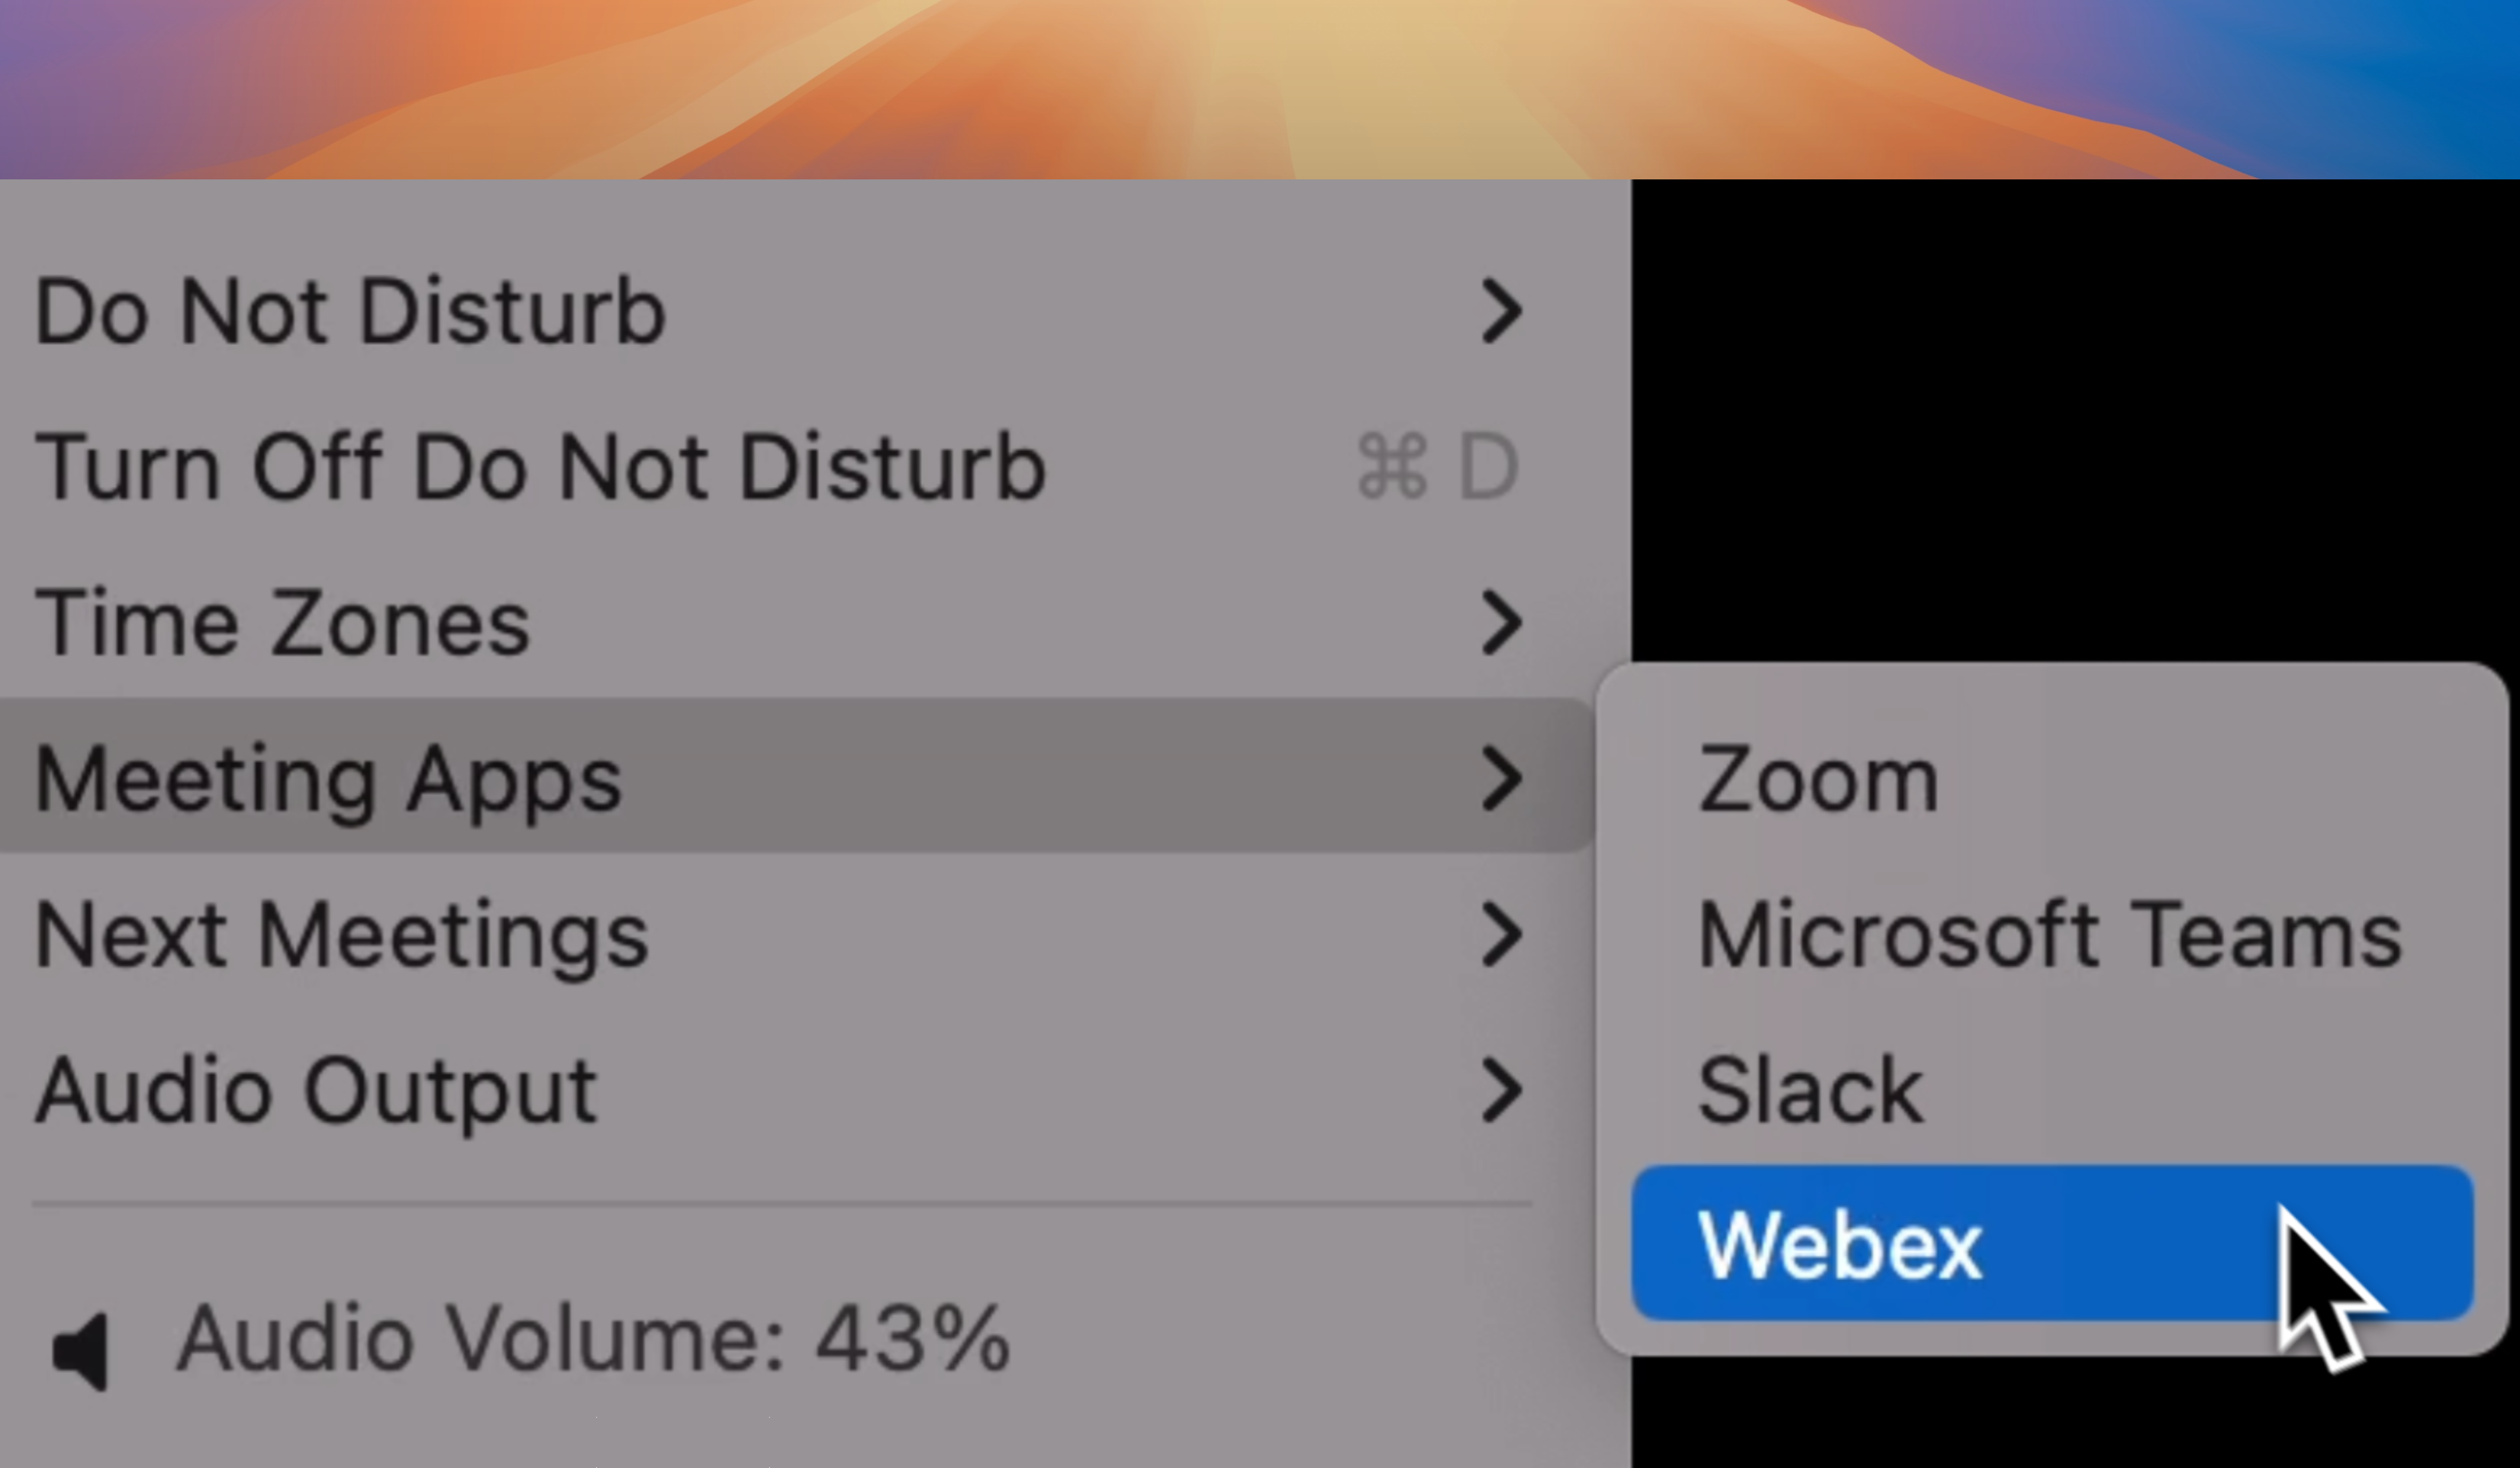 Do Not Disturb
Turn Off Do Not Disturb ⌘ D
Time Zones
Meeting Apps
Next Meetings
Audio Output
Audio Volume: 43%
Zoom
Microsoft Teams
Slack
Webex